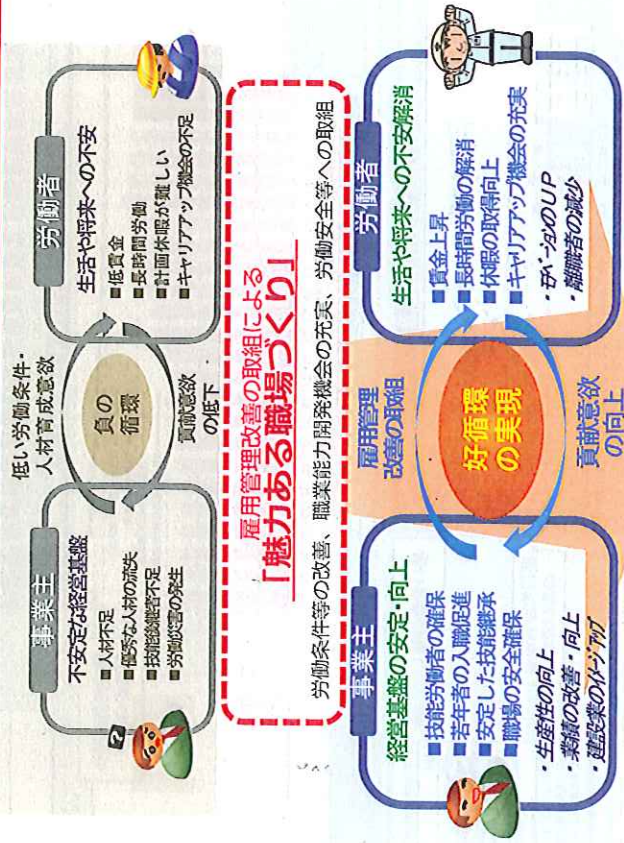 事業主
不安定な経営基盤
■人材不足
■優秀な人材の流失
■技能後継者不足
■労働災害の発生
?
低い労働条件・
人材育成意欲
負の
循環
貢献意欲
の低下
労働者
生活や将来への不安
■低賃金
■長時間労働
■計画休暇が難しい
■キャリアアップ機会の不足
雇用管理改善の取組による
「魅力ある職場づくり」
労働条件等の改善、職業能力開発機会の充実、労働安全等への取組
事業主
経営基盤の安定・向上
■技能労働者の確保
■若年者の入職促進
■安定した技能継承
■職場の安全確保
・生産性の向上
・業績の改善・向上
・建設業のイメージアップ
雇用管理
改善の取組
好循環
の実現
貢献意欲
の向上
労働者
生活や将来への不安解消
■賃金上昇
■長時間労働の解消
■休暇の取得向上
■キャリアアップ機会の充実
・モチベーションのUP
・離職者の減少